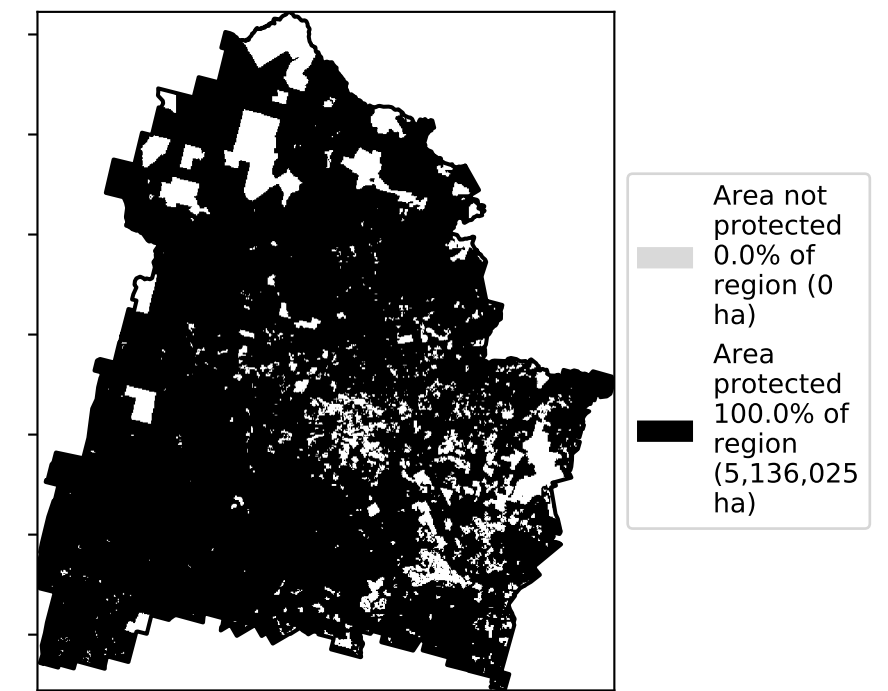 Area not
protected
0.0% of
region (0
ha)
Area
protected
100.0% of
region
(5,136,025
ha)